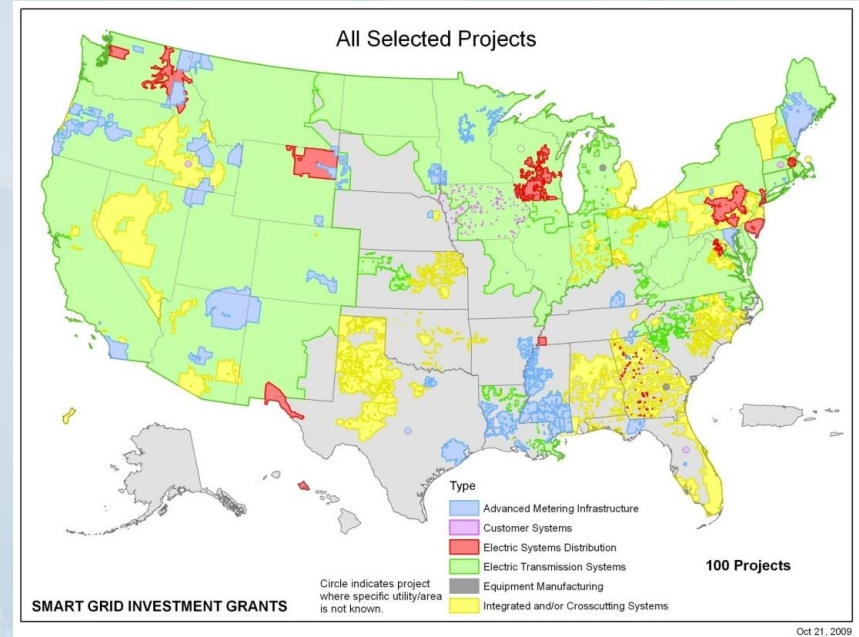 All Selected Projects
Type
Advanced Metering Infrastructure
Customer Systems
Electric Systems Distribution
Electric Transmission Systems
Equipment Manufacturing
Integrated and/or Crosscutting Systems
Circle indicates project
where specific utility/area
is not known.
100 Projects
SMART GRID INVESTMENT GRANTS
Oct 21, 2009